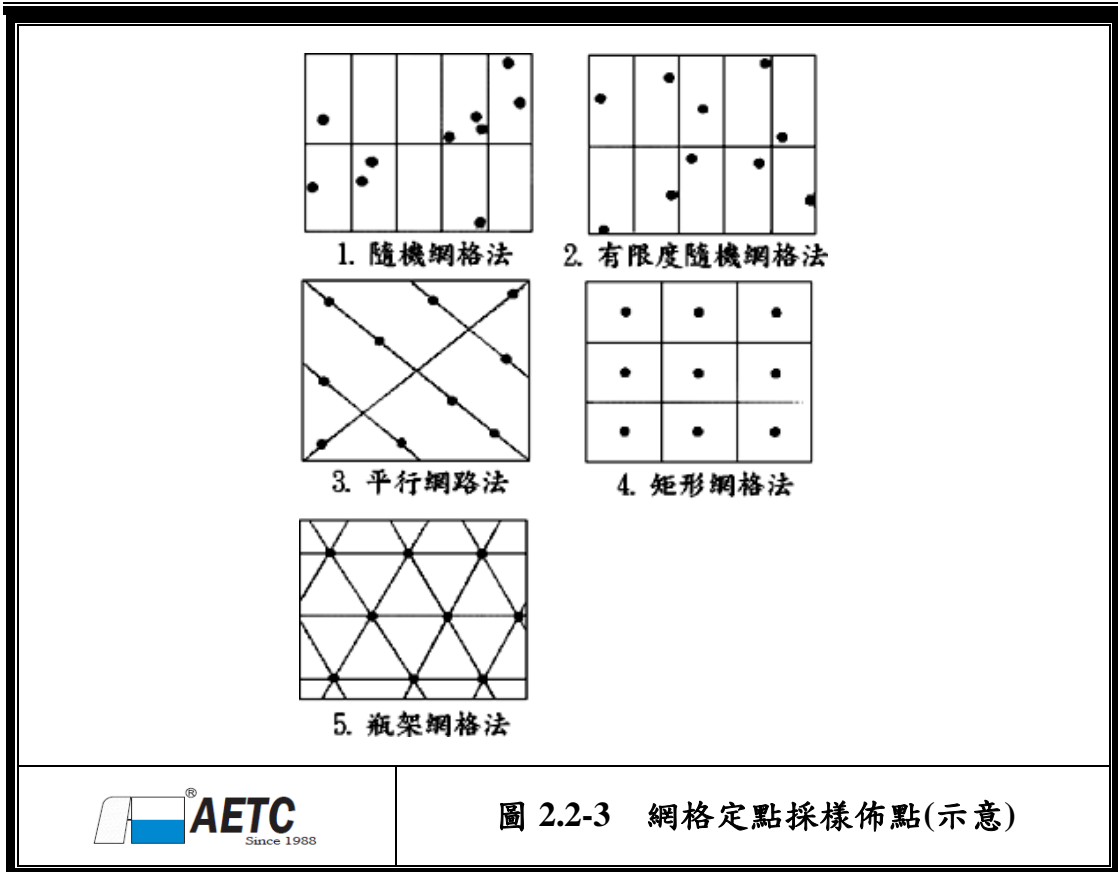 1. 隨機網格法
2. 有限度隨機網格法
3. 平行網路法
4. 矩形網格法
5. 瓶架網格法
®
AETC
Since 1988
圖 2.2-3 網格定點採樣佈點(示意)